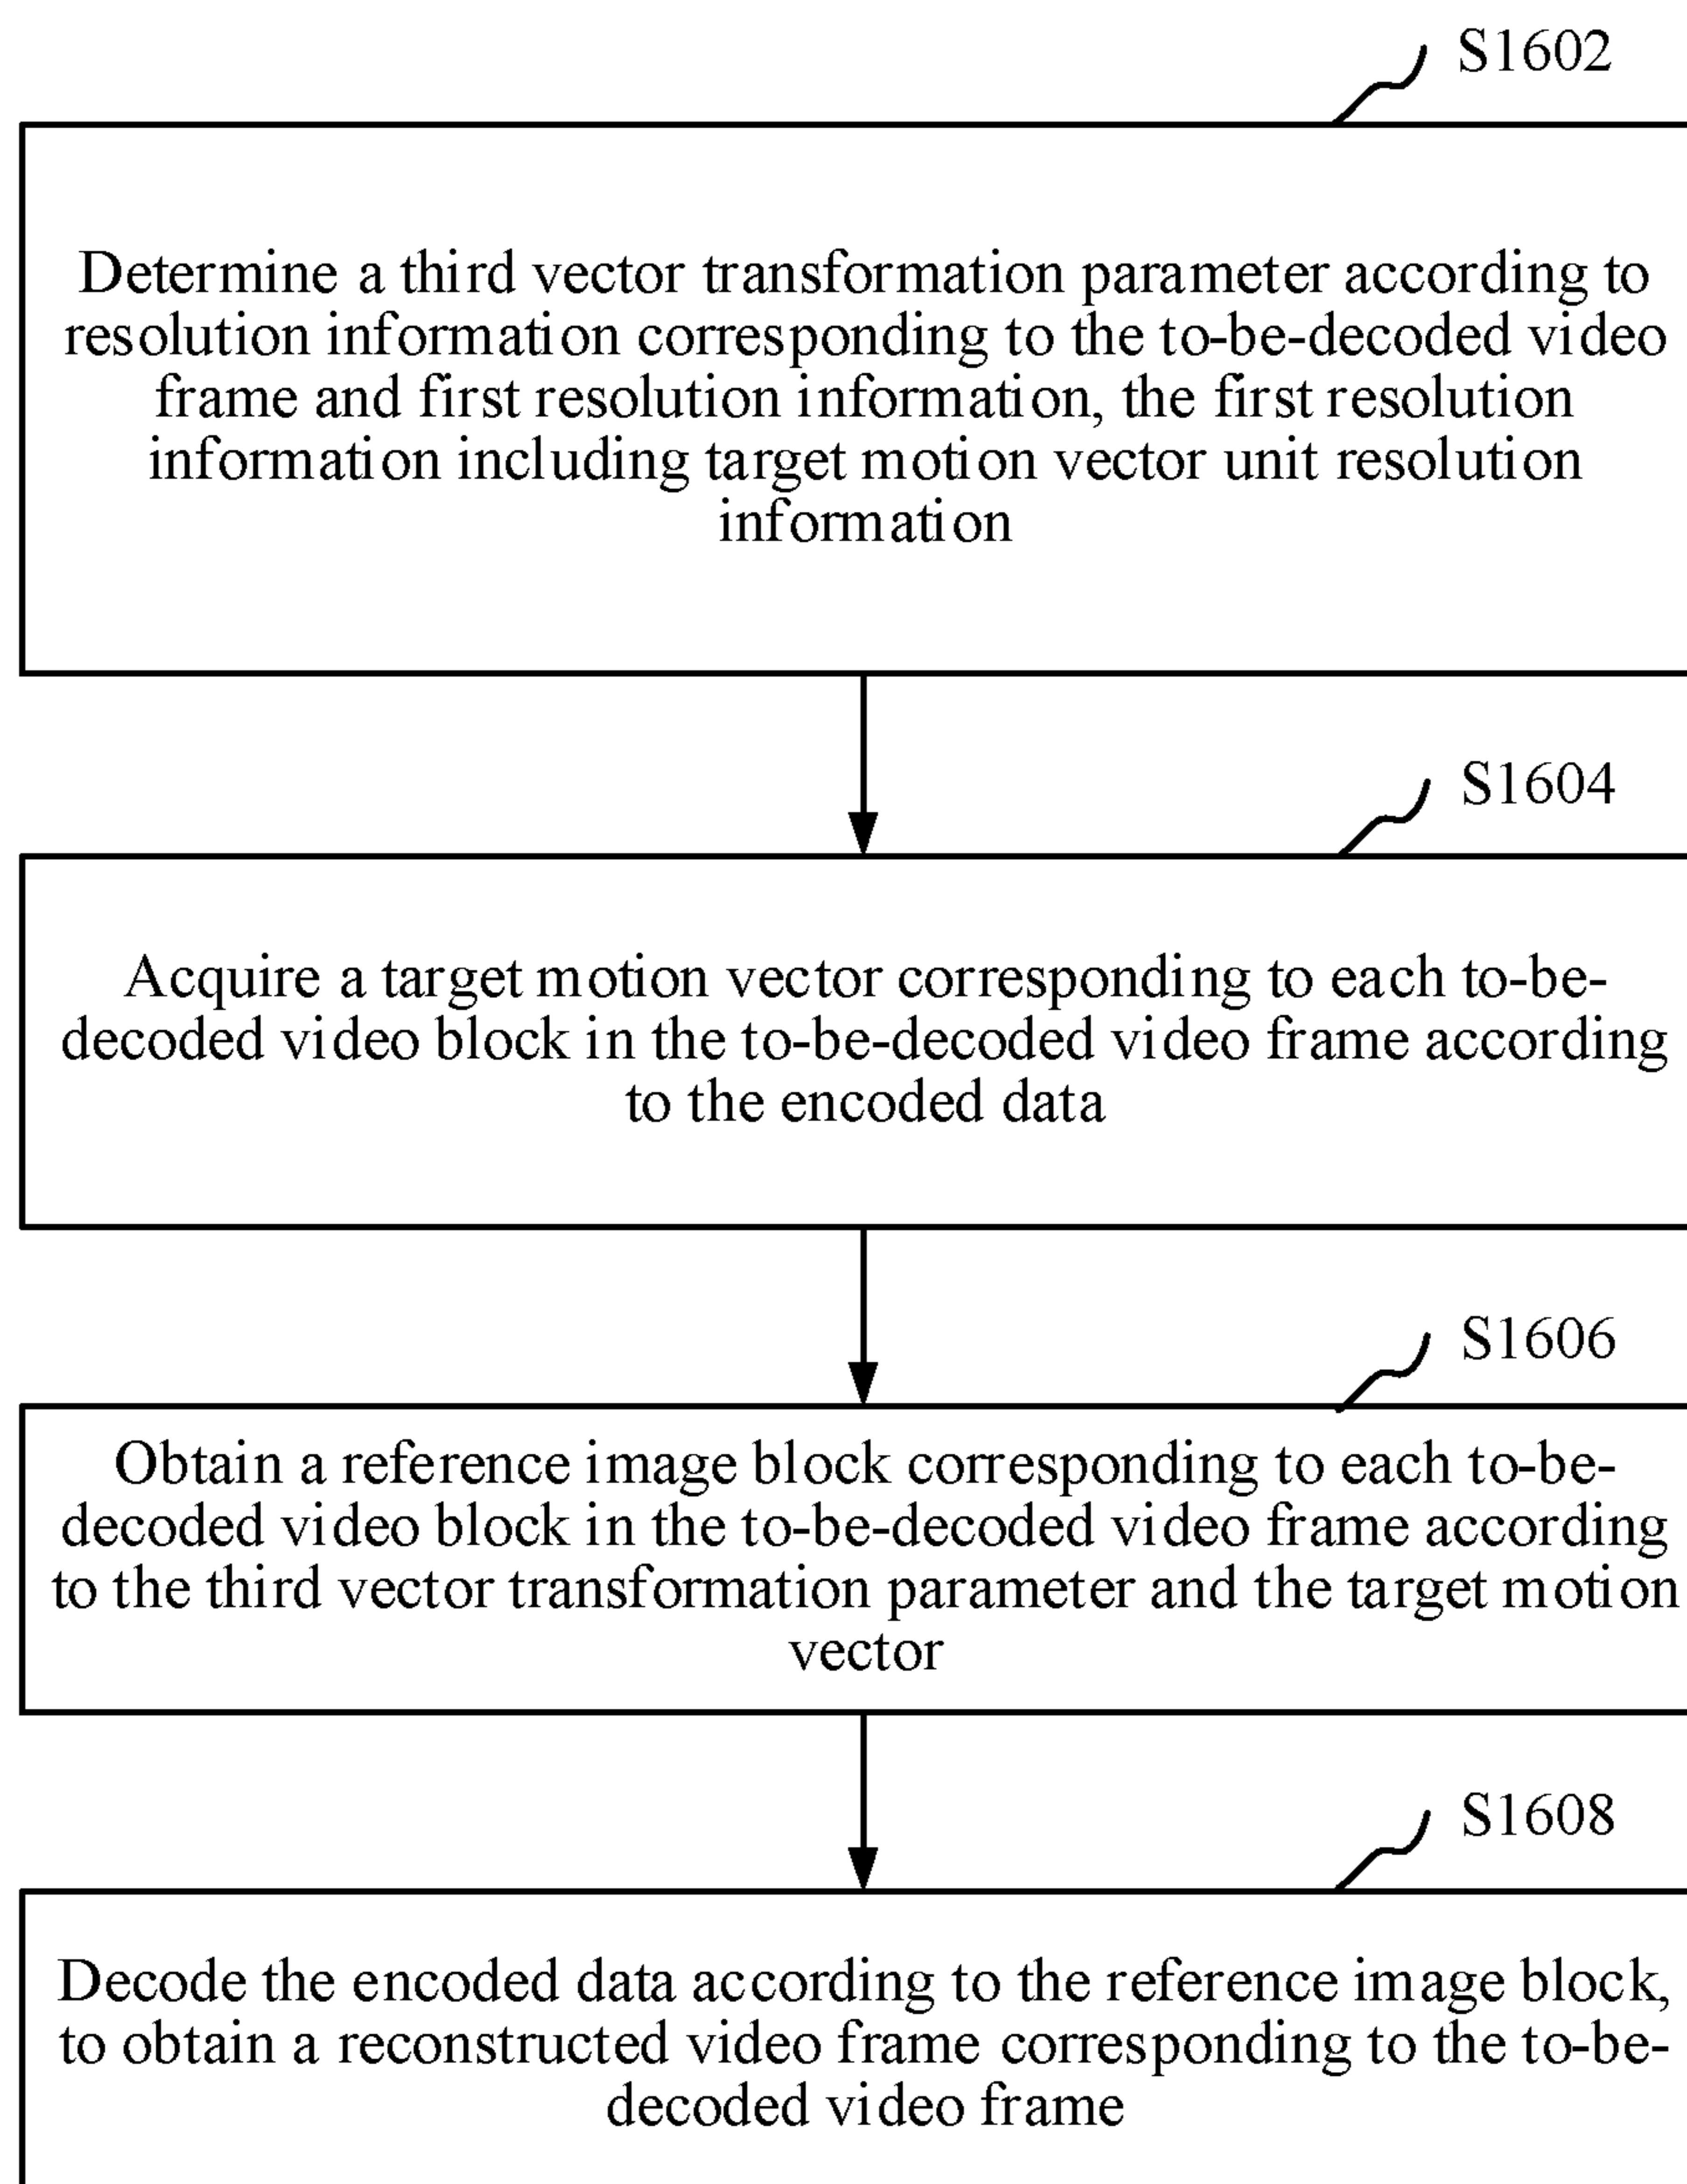 S1602
Determine a third vector transformation parameter according to
resolution information corresponding to the to-be-decoded video
frame and first resolution information, the first resolution
information including target motion vector unit resolution
information
S1604
Acquire a target motion vector corresponding to each to-be-
decoded video block in the to-be-decoded video frame according
to the encoded data
S1606
Obtain a reference image block corresponding to each to-be-
decoded video block in the to-be-decoded video frame according
to the third vector transformation parameter and the target motion
vector
S1608
Decode the encoded data according to the reference image block,
to obtain a reconstructed video frame corresponding to the to-be-
decoded video frame